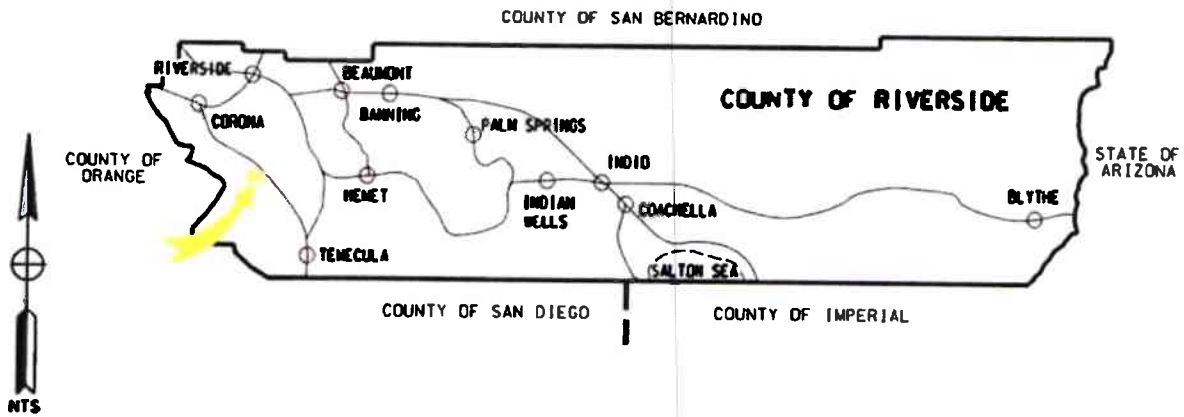 COUNTY OF SAN BERNARDINO
RIVERSIDE
BEAUMONT
CORONA
BANNING
COUNTY OF RIVERSIDE
PALM SPRINGS
COUNTY OF
ORANGE
HEMET
INDIO
STATE OF
ARIZONA
INDIAN
WELLS
COACHELLA
BLYTHE
TEMECULA
SALTON SEA
COUNTY OF SAN DIEGO
COUNTY OF IMPERIAL
NTS